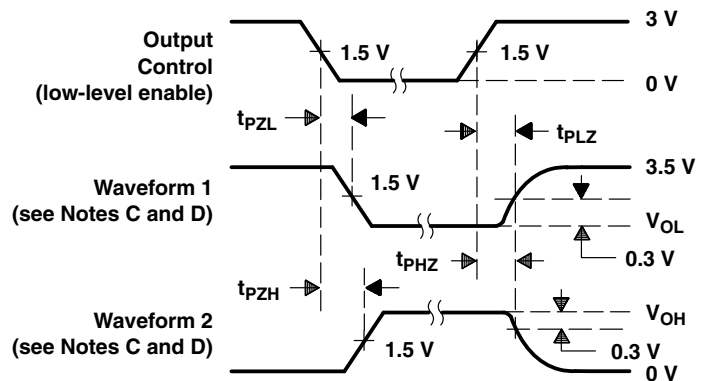 Output
Control
(low-level enable)
1.5 V
1.5 V
3 V
0 V
tPZL
tPLZ
Waveform 1
(see Notes C and D)
1.5 V
3.5 V
VOL
0.3 V
tPHZ
tPZH
Waveform 2
(see Notes C and D)
1.5 V
VOH
0.3 V
0 V